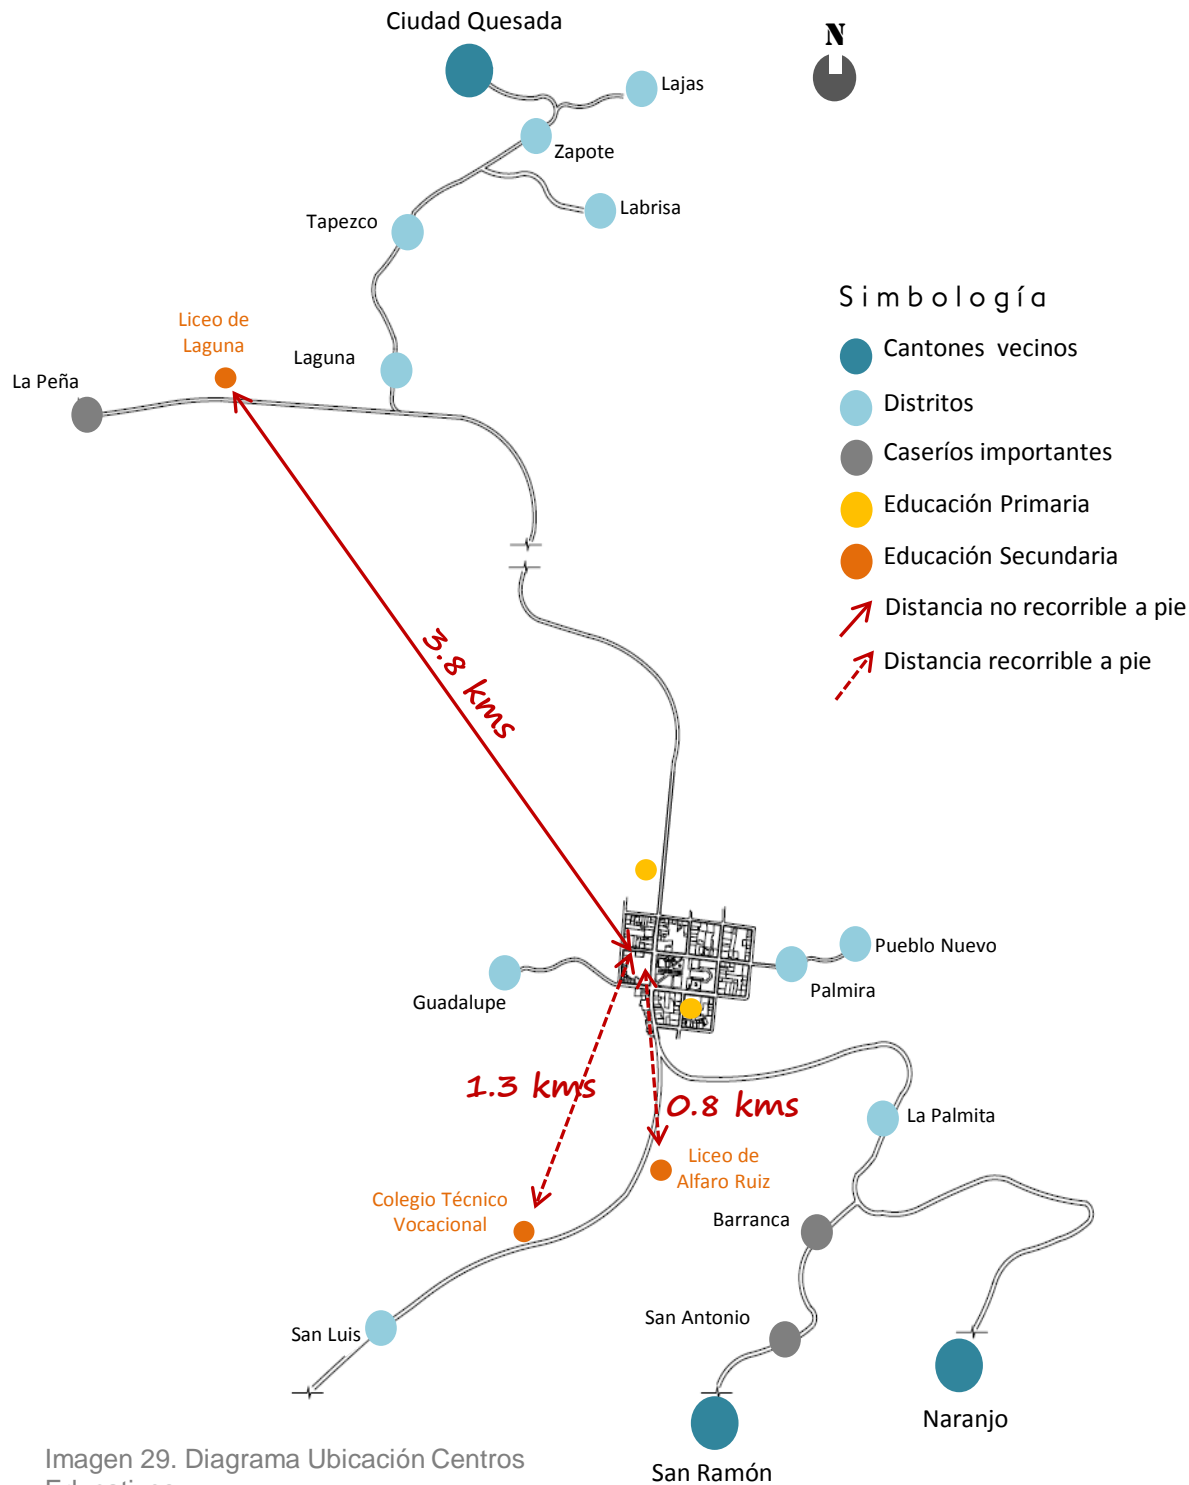 Ciudad Quesada
N
Lajas
Zapote
Labrisa
Tapezco
Simbología
Cantones vecinos
Distritos
Caseríos importantes
Educación Primaria
Educación Secundaria
Distancia no recorrible a pie
Distancia recorrible a pie
Liceo de
Laguna
Laguna
La Peña
3.8 kms
Pueblo Nuevo
Palmira
Guadalupe
1.3 kms
0.8 kms
La Palmita
Liceo de
Alfaro Ruiz
Colegio Técnico
Vocacional
Barranca
San Antonio
San Luis
Naranjo
San Ramón
Imagen 29. Diagrama Ubicación Centros